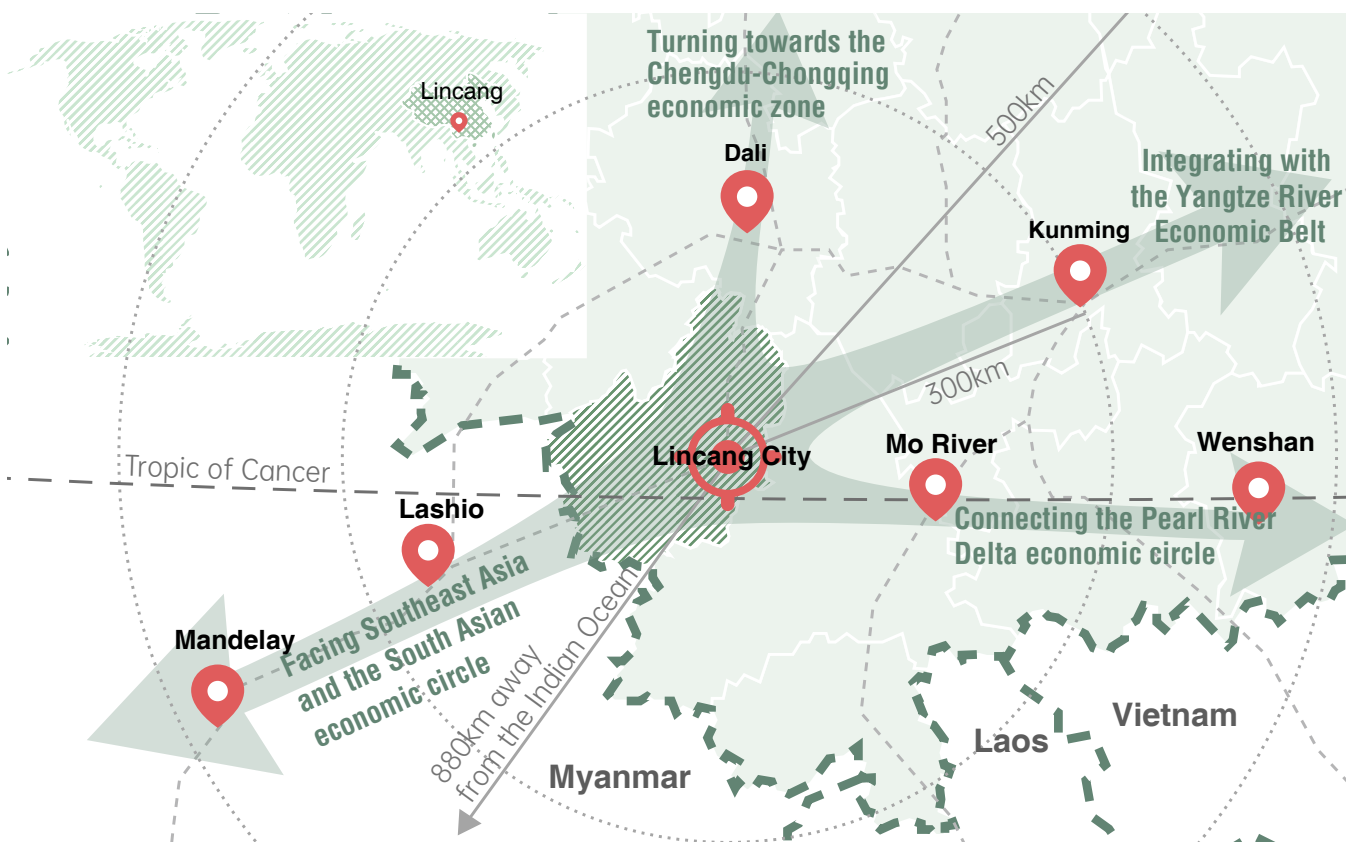 Lincang
Turning towards the
Chengdu-Chongqing
economic zone
500km
Dali
Integrating with
the Yangtze River
Economic Belt
Kunming
300km
Lincang City
Mo River
Wenshan
Tropic of Cancer
Lashio
Connecting the Pearl River
Delta economic circle
Mandelay
Facing Southeast Asia
and the South Asian
economic circle
880km away
from the Indian Ocean
Myanmar
Laos
Vietnam